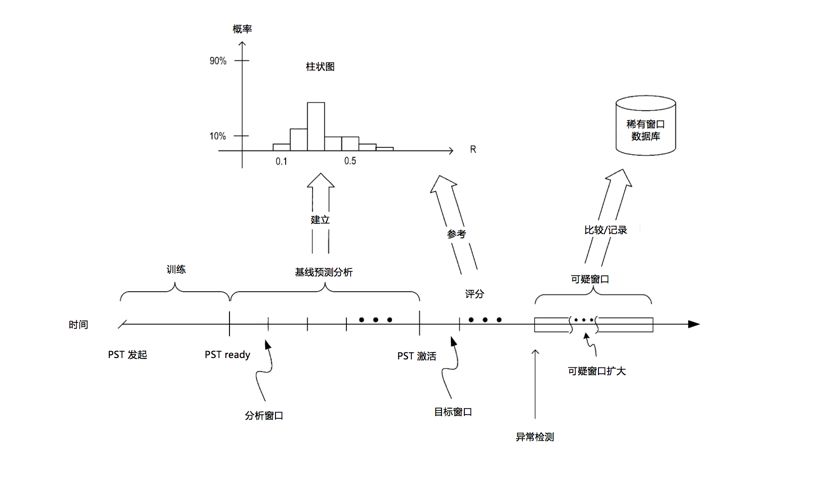 概率
90%
柱状图
10%
0.1
0.5
R
稀有窗口
数据库
建立
参考
比较/记录
训练
基线预测分析
评分
可疑窗口
时间
PST 发起
PST ready
PST 激活
可疑窗口扩大
分析窗口
目标窗口
异常检测